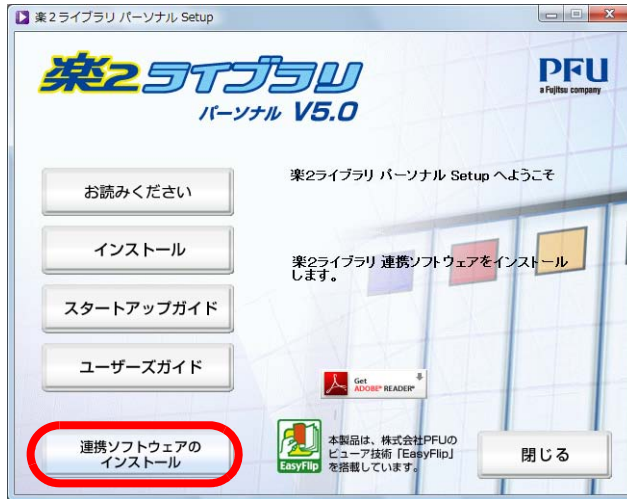 楽2ライブラリ パーソナル Setup
楽2ライブラリ
パーソナル V5.0
PFU
a Fujitsu company
お読みください
インストール
スタートアップガイド
ユーザーズガイド
連携ソフトウェアの
インストール
楽2ライブラリ パーソナル Setup へようこそ
楽2ライブラリ 連携ソフトウェアをインストール
します。
Get
ADOBE® READER®
EasyFlip
本製品は、株式会社PFUの
ビューア技術「EasyFlip」
を搭載しています。
閉じる